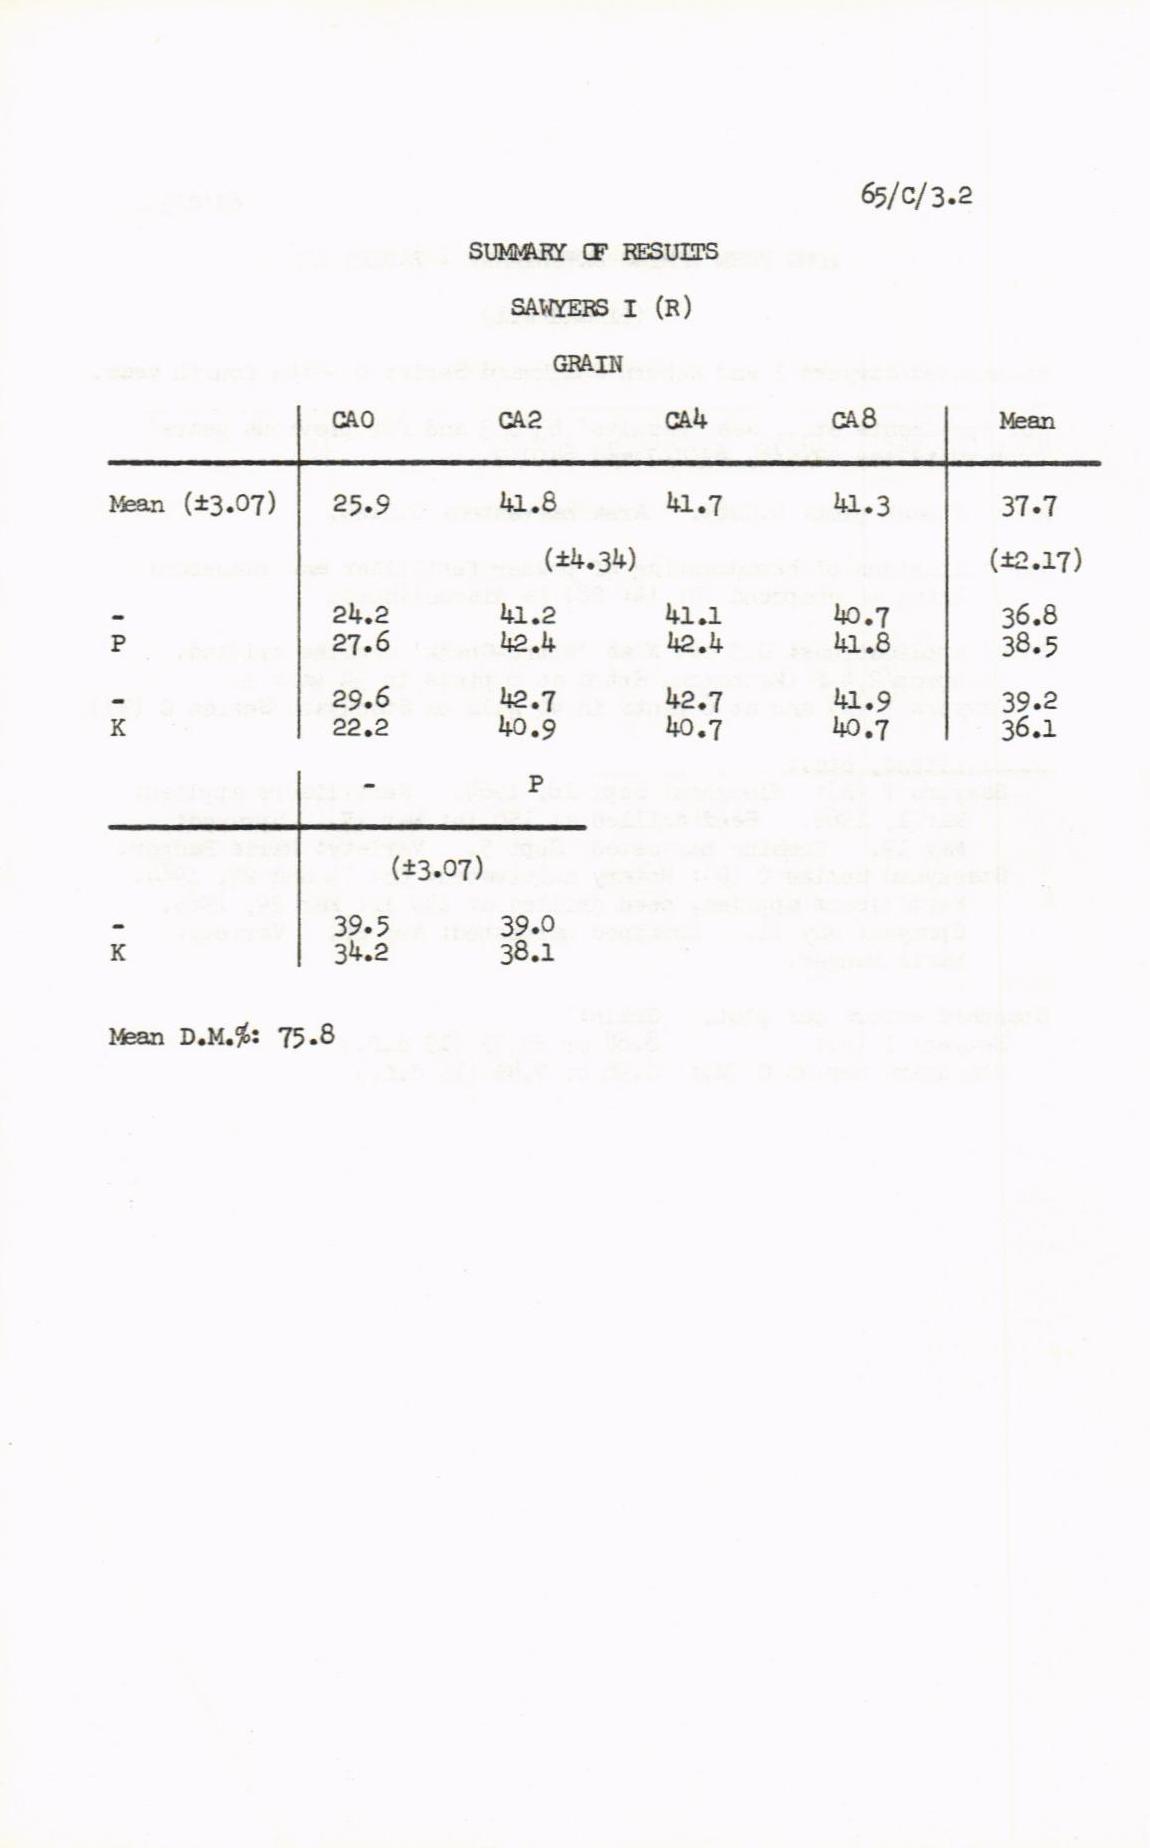 65/C/3.2
SUMMARY OF RESULTS
SAWYERS I (R)
GRAIN
CA0 CA2 CA4 CA8 Mean
Mean (±3.07) 25.9 41.8 41.7 41.3 37.7
(±4.34) (±2.17)
- 24.2 41.2 41.1 40.7 36.8
P 27.6 42.4 42.4 41.8 38.5
- 29.6 42.7 42.7 41.9 39.2
K 22.2 40.9 40.7 40.7 36.1
- P
(±3.07)
- 39.5 39.0
K 34.2 38.1
Mean D.M.%: 75.8